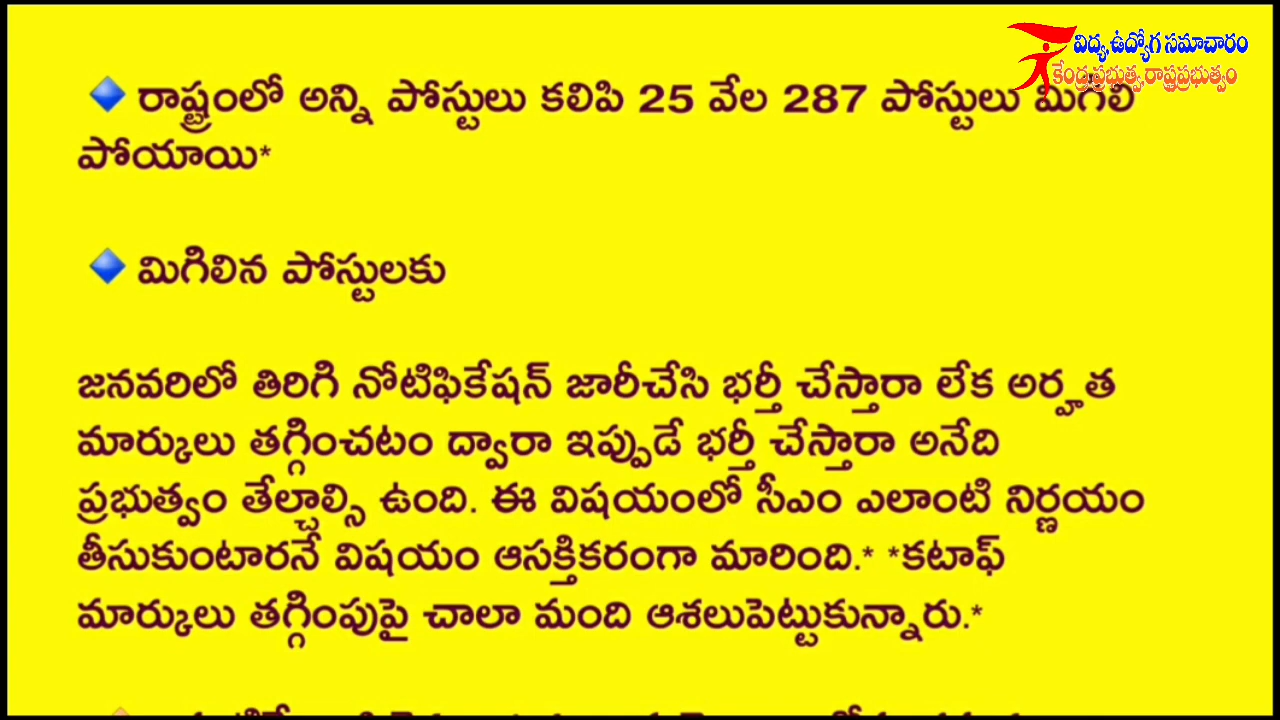 విద్య,ఉద్యోగ సమాచారం
కేంద్రప్రభుత్వ,రాష్ట్రప్రభుత్వం
రాష్ట్రంలో అన్ని పోస్టులు కలిపి 25 వేల 287 పోస్టులు మిగిలి
పోయాయి*
మిగిలిన పోస్టులకు
జనవరిలో తిరిగి నోటిఫికేషన్ జారీచేసి భర్తీ చేస్తారా లేక అర్హత
మార్కులు తగ్గించటం ద్వారా ఇప్పుడే భర్తీ చేస్తారా అనేది
ప్రభుత్వం తేల్చాల్సి ఉంది. ఈ విషయంలో సీఎం ఎలాంటి నిర్ణయం
తీసుకుంటారనే విషయం ఆసక్తికరంగా మారింది.* *కటాఫ్
మార్కులు తగ్గింపుపై చాలా మంది ఆశలుపెట్టుకున్నారు.*